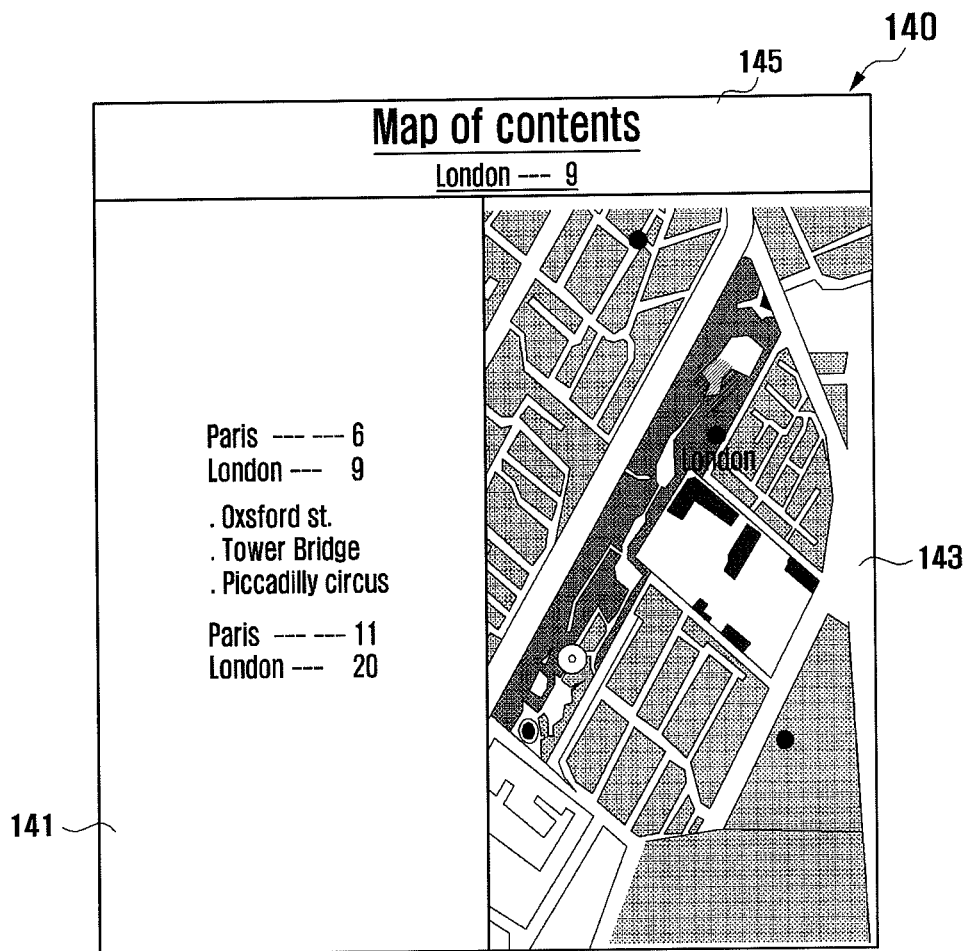 140
145
Map of contents
London --- 9
Paris --- --- 6
London --- 9
. Oxsford st.
. Tower Bridge
. Piccadilly circus
Paris --- --- 11
London --- 20
London
143
141